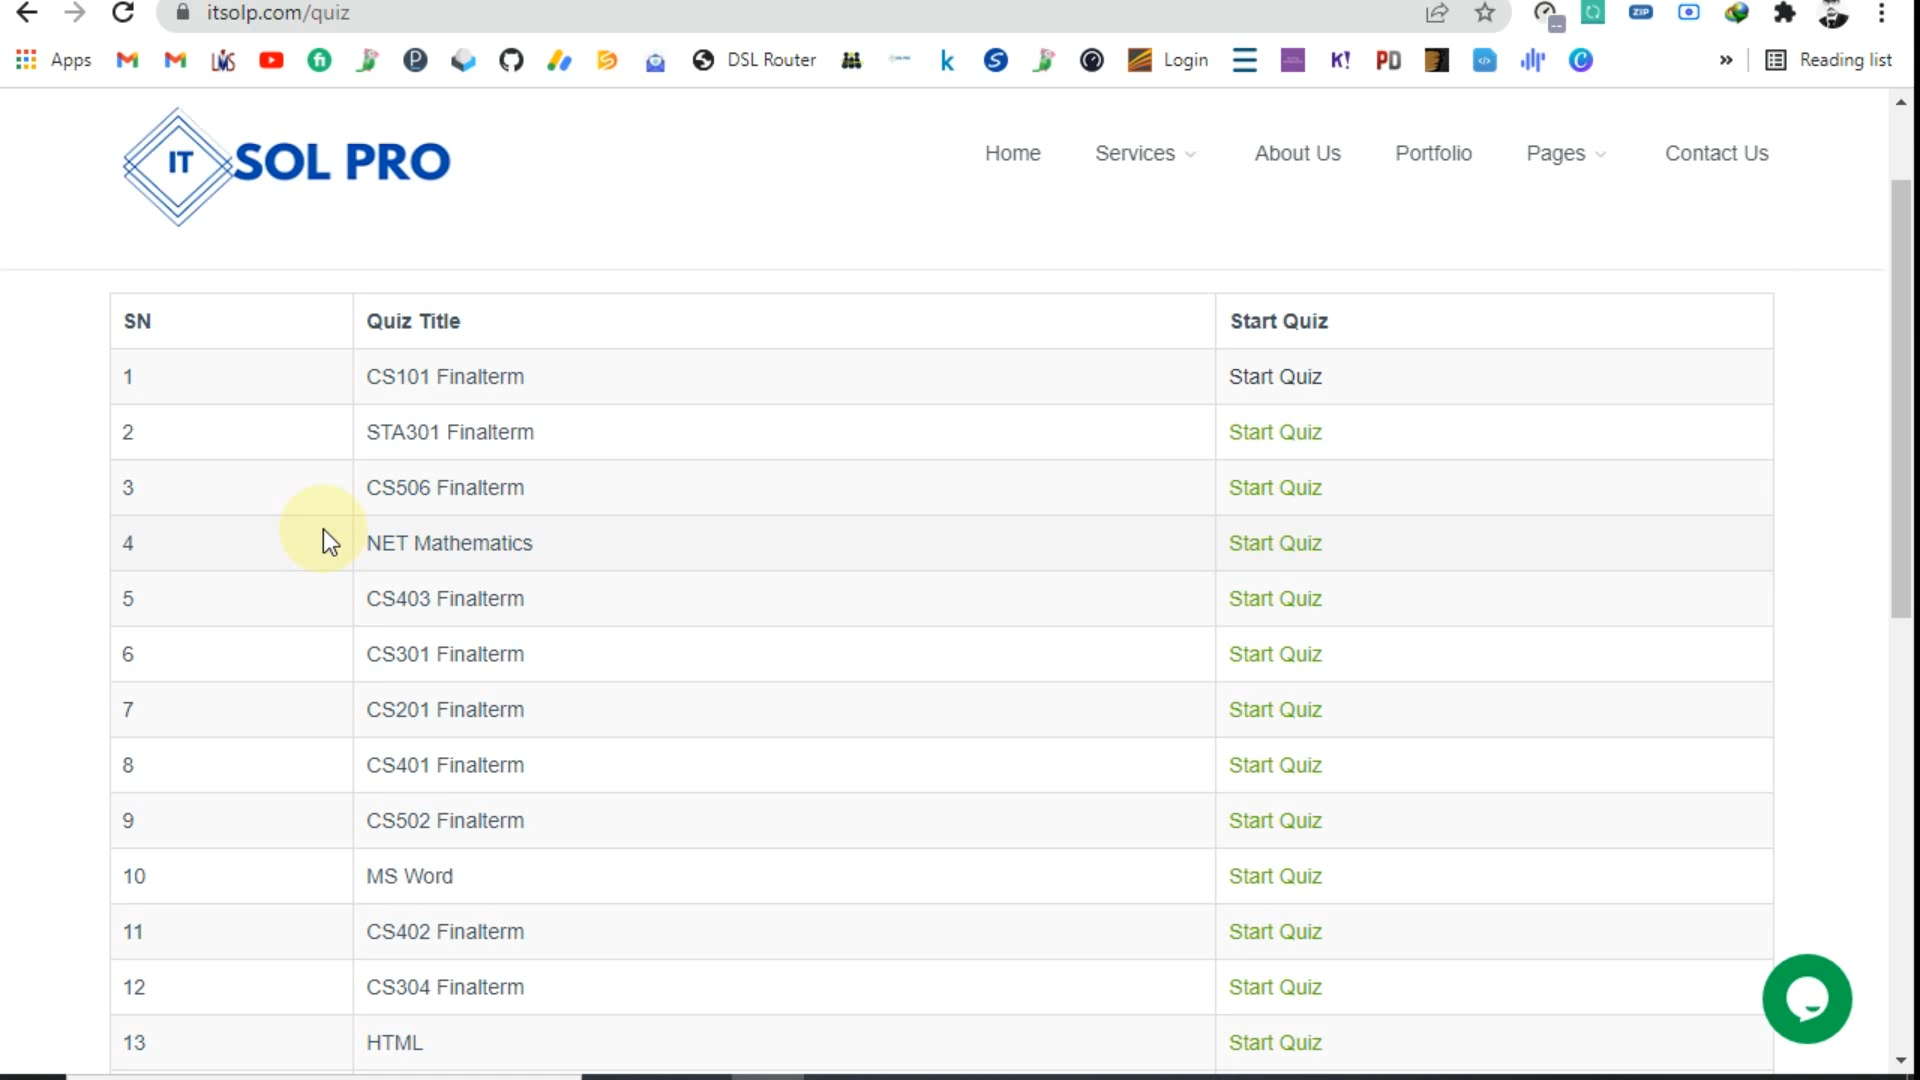 itsolp.com/quiz
Apps DSL Router Login K! PD Reading list
IT SOL PRO
Home Services About Us Portfolio Pages Contact Us
SN Quiz Title Start Quiz
1 CS101 Finalterm Start Quiz
2 STA301 Finalterm Start Quiz
3 CS506 Finalterm Start Quiz
4 NET Mathematics Start Quiz
5 CS403 Finalterm Start Quiz
6 CS301 Finalterm Start Quiz
7 CS201 Finalterm Start Quiz
8 CS401 Finalterm Start Quiz
9 CS502 Finalterm Start Quiz
10 MS Word Start Quiz
11 CS402 Finalterm Start Quiz
12 CS304 Finalterm Start Quiz
13 HTML Start Quiz